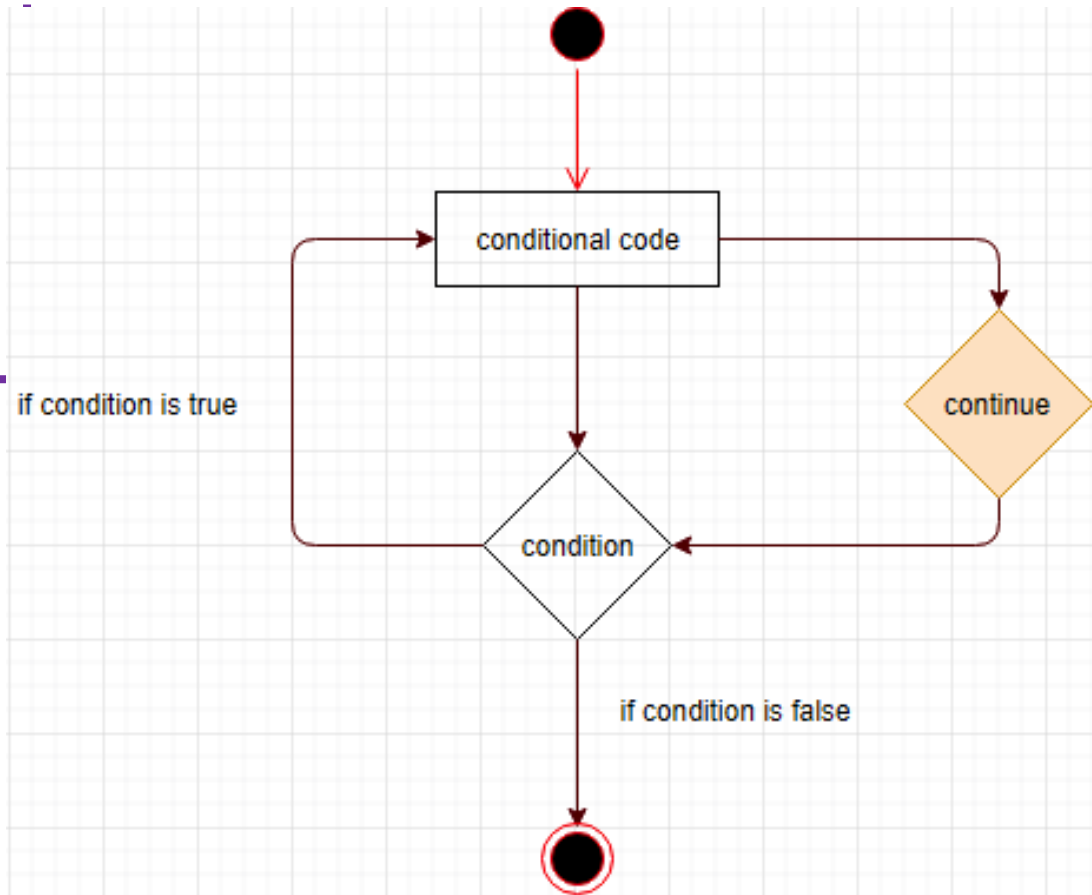 conditional code
if condition is true
continue
condition
if condition is false